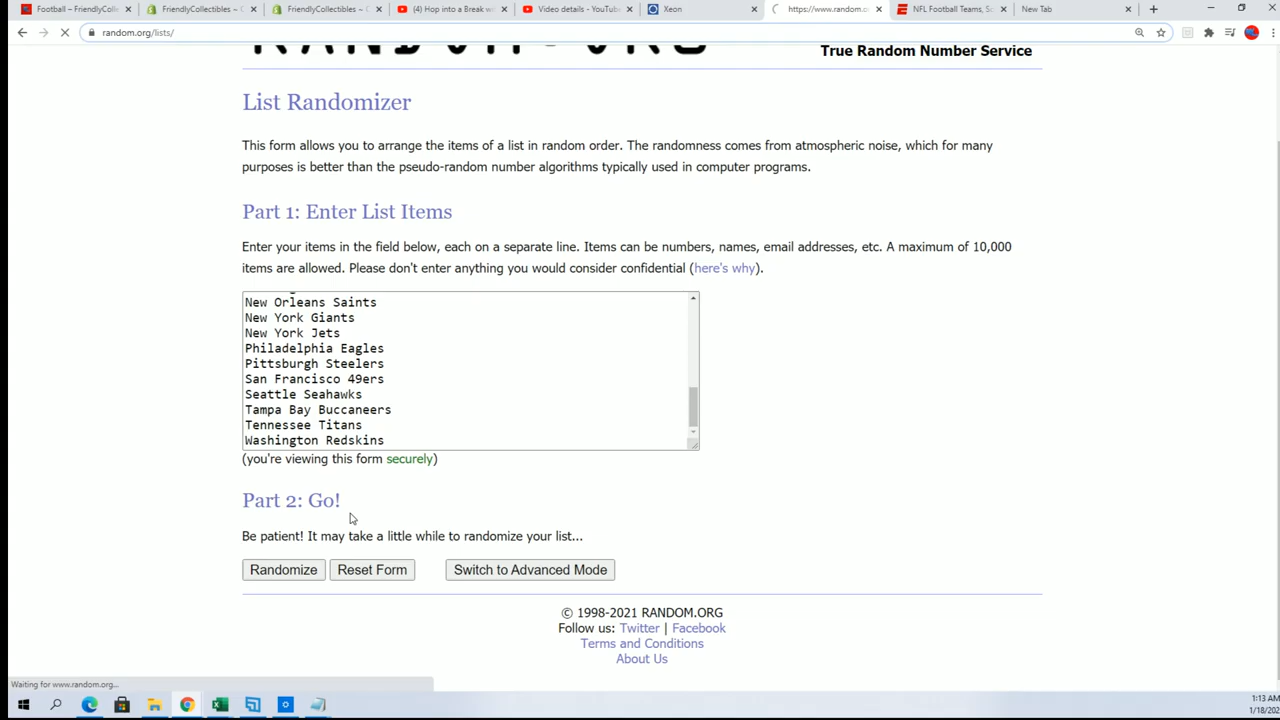 Football – FriendlyColle
FriendlyCollectibles ~ C
FriendlyCollectibles ~ C
(4) Hop into a Break w
Video details - YouTub
Xeon
https://www.random.o
NFL Football Teams, Sc
New Tab
random.org/lists/
RANDOM.ORG
True Random Number Service
List Randomizer
This form allows you to arrange the items of a list in random order. The randomness comes from atmospheric noise, which for many
purposes is better than the pseudo-random number algorithms typically used in computer programs.
Part 1: Enter List Items
Enter your items in the field below, each on a separate line. Items can be numbers, names, email addresses, etc. A maximum of 10,000
items are allowed. Please don't enter anything you would consider confidential (here's why).
New Orleans Saints
New York Giants
New York Jets
Philadelphia Eagles
Pittsburgh Steelers
San Francisco 49ers
Seattle Seahawks
Tampa Bay Buccaneers
Tennessee Titans
Washington Redskins
(you're viewing this form securely)
Part 2: Go!
Be patient! It may take a little while to randomize your list...
Randomize
Reset Form
Switch to Advanced Mode
© 1998-2021 RANDOM.ORG
Follow us: Twitter | Facebook
Terms and Conditions
About Us
Waiting for www.random.org...
1:13 AM
1/18/202